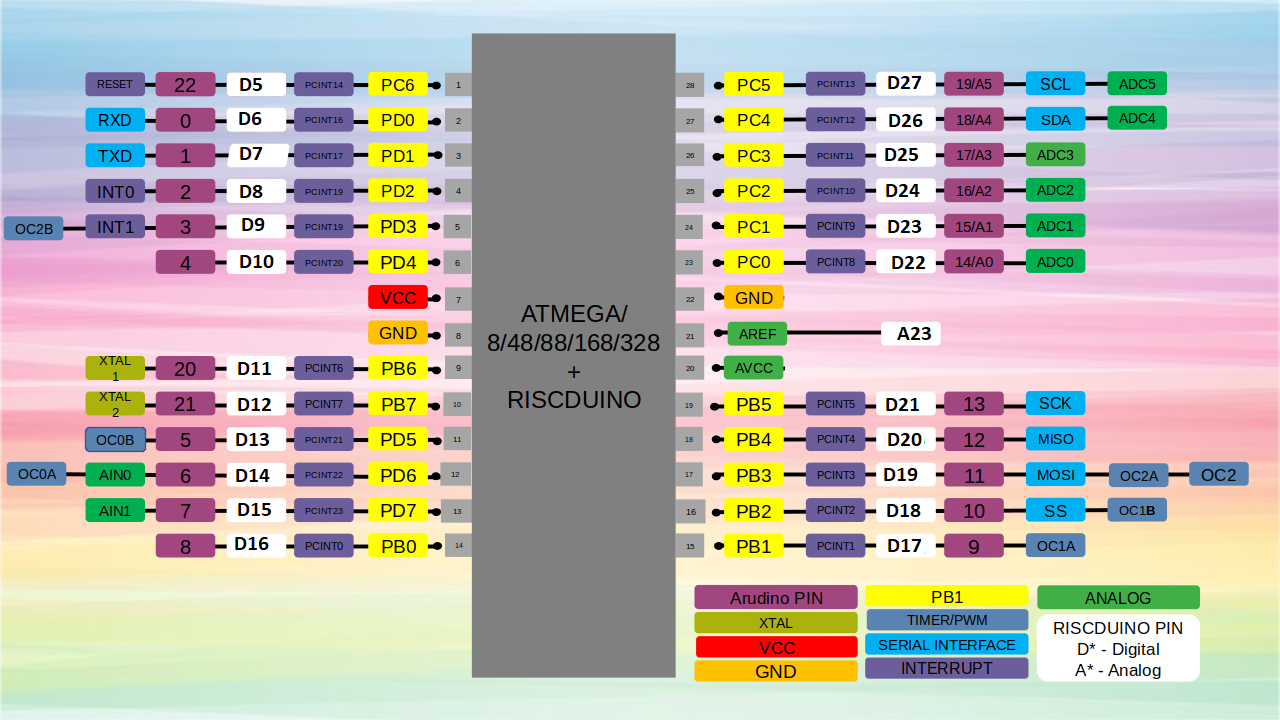 RESET 22 D5 PCINT14 PC6 1
RXD 0 D6 PCINT16 PD0 2
TXD 1 D7 PCINT17 PD1 3
INT0 2 D8 PCINT19 PD2 4
OC2B INT1 3 D9 PCINT19 PD3 5
4 D10 PCINT20 PD4 6
VCC 7
GND 8
XTAL
1
20 D11 PCINT6 PB6 9
XTAL
2
21 D12 PCINT7 PB7 10
OC0B 5 D13 PCINT21 PD5 11
OC0A AIN0 6 D14 PCINT22 PD6 12
AIN1 7 D15 PCINT23 PD7 13
8 D16 PCINT0 PB0 14
ATMEGA/
8/48/88/168/328
+
RISCDUINO
28 PC5 PCINT13 D27 19/A5 SCL ADC5
27 PC4 PCINT12 D26 18/A4 SDA ADC4
26 PC3 PCINT11 D25 17/A3 ADC3
25 PC2 PCINT10 D24 16/A2 ADC2
24 PC1 PCINT9 D23 15/A1 ADC1
23 PC0 PCINT8 D22 14/A0 ADC0
22 GND
21 AREF A23
20 AVCC
19 PB5 PCINT5 D21 13 SCK
18 PB4 PCINT4 D20 12 MISO
17 PB3 PCINT3 D19 11 MOSI OC2A OC2
16 PB2 PCINT2 D18 10 SS OC1B
15 PB1 PCINT1 D17 9 OC1A
Arudino PIN PB1 ANALOG
XTAL TIMER/PWM
VCC SERIAL INTERFACE
GND INTERRUPT
RISCDUINO PIN
D* - Digital
A* - Analog